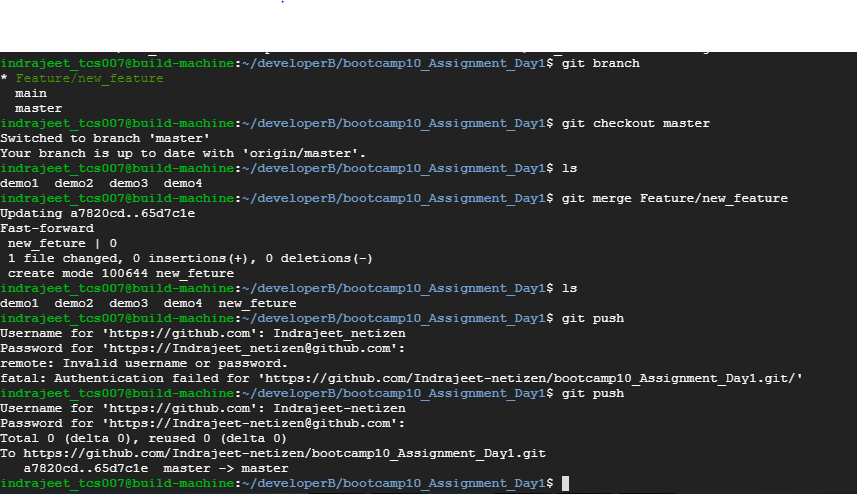 indrajeet_tcs007@build-machine:~/developerB/bootcamp10_Assignment_Day1$ git branch
* Feature/new_feature
  main
  master
indrajeet_tcs007@build-machine:~/developerB/bootcamp10_Assignment_Day1$ git checkout master
Switched to branch 'master'
Your branch is up to date with 'origin/master'.
indrajeet_tcs007@build-machine:~/developerB/bootcamp10_Assignment_Day1$ ls
demo1  demo2  demo3  demo4
indrajeet_tcs007@build-machine:~/developerB/bootcamp10_Assignment_Day1$ git merge Feature/new_feature
Updating a7820cd..65d7c1e
Fast-forward
 new_feture | 0
 1 file changed, 0 insertions(+), 0 deletions(-)
 create mode 100644 new_feture
indrajeet_tcs007@build-machine:~/developerB/bootcamp10_Assignment_Day1$ ls
demo1  demo2  demo3  demo4  new_feture
indrajeet_tcs007@build-machine:~/developerB/bootcamp10_Assignment_Day1$ git push
Username for 'https://github.com': Indrajeet_netizen
Password for 'https://Indrajeet_netizen@github.com':
remote: Invalid username or password.
fatal: Authentication failed for 'https://github.com/Indrajeet-netizen/bootcamp10_Assignment_Day1.git/'
indrajeet_tcs007@build-machine:~/developerB/bootcamp10_Assignment_Day1$ git push
Username for 'https://github.com': Indrajeet-netizen
Password for 'https://Indrajeet-netizen@github.com':
Total 0 (delta 0), reused 0 (delta 0)
To https://github.com/Indrajeet-netizen/bootcamp10_Assignment_Day1.git
   a7820cd..65d7c1e  master -> master
indrajeet_tcs007@build-machine:~/developerB/bootcamp10_Assignment_Day1$